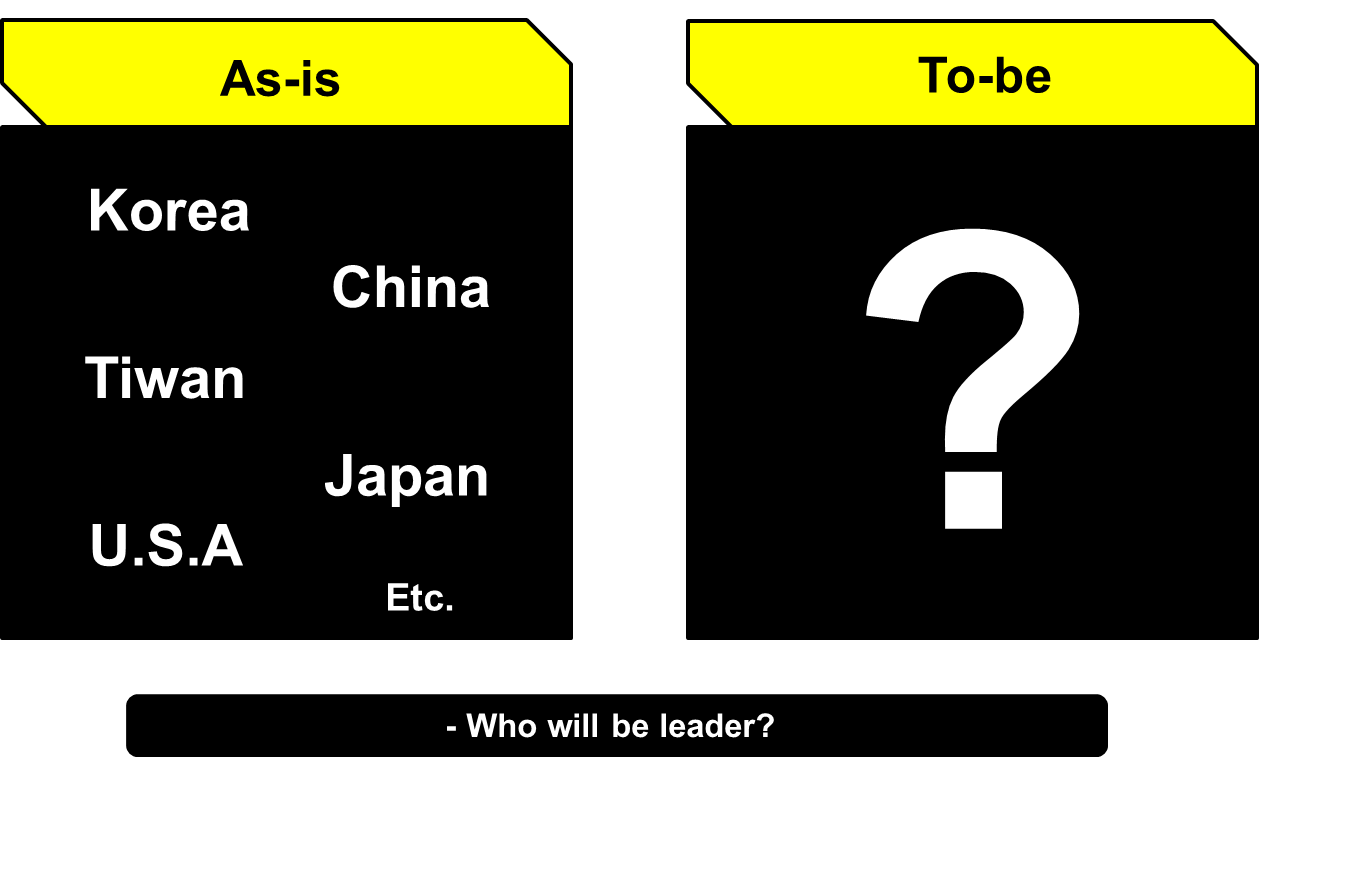 As-is
Korea
China
Tiwan
Japan
U.S.A
Etc.
To-be
?
- Who will be leader?